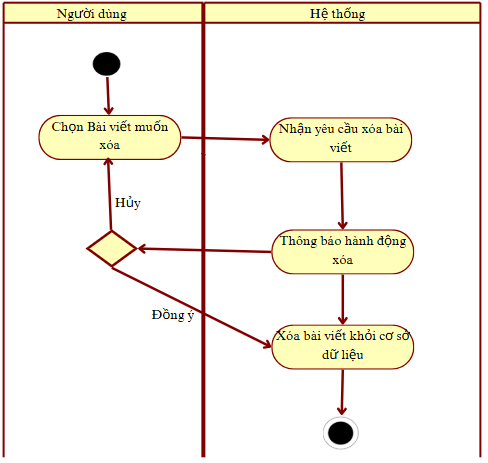 Người dùng
Hệ thống
Chọn Bài viết muốn
xóa
Nhận yêu cầu xóa bài
viết
Hủy
Thông báo hành động
xóa
Đồng ý
Xóa bài viết khỏi cơ sở
dữ liệu